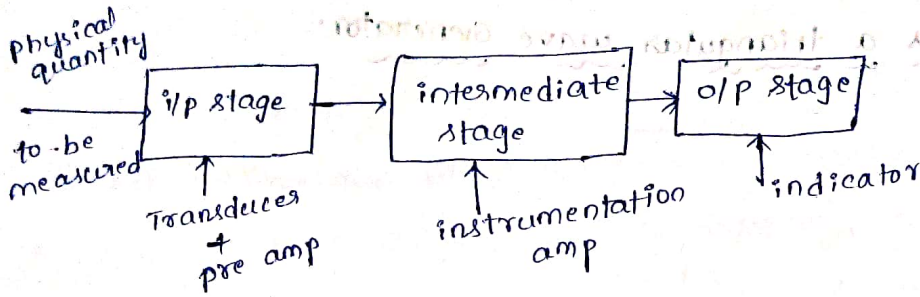 physical
quantity
to be
measured
i/p stage
Transducer
+
pre amp
intermediate
stage
instrumentation
amp
o/p stage
indicator